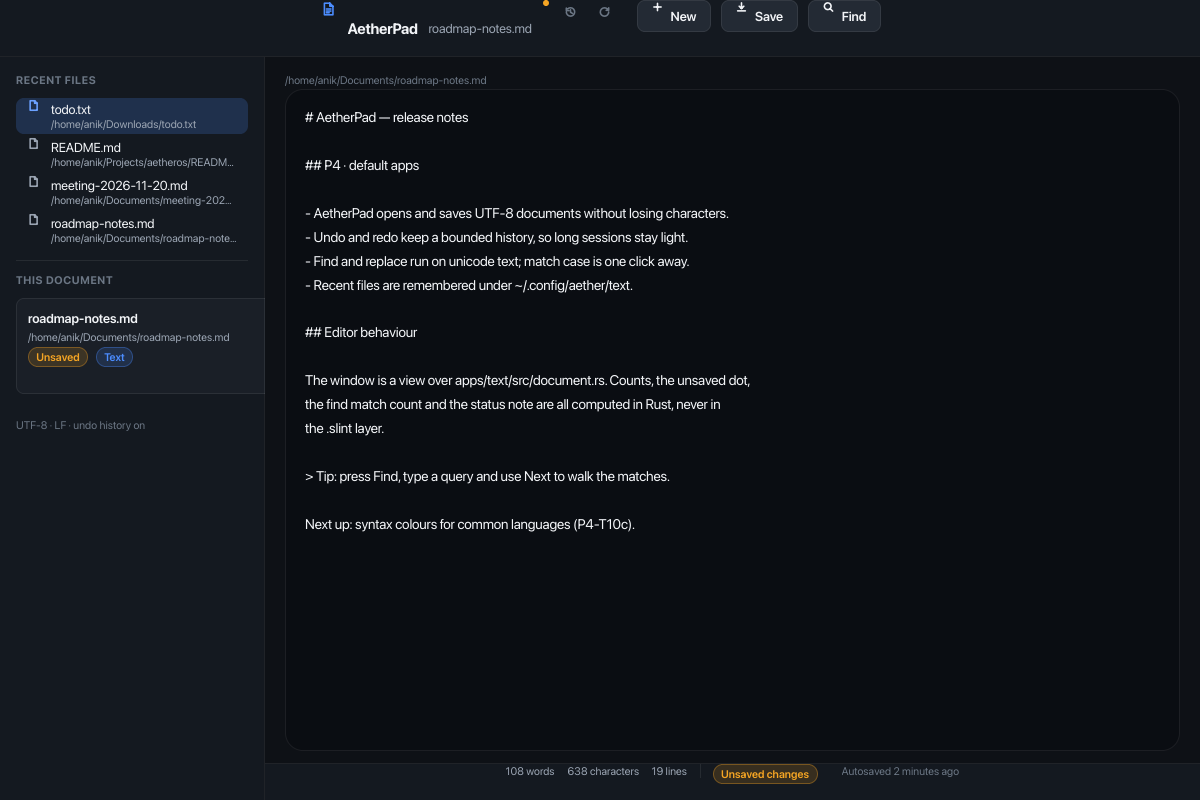 AetherPad roadmap-notes.md New Save Find
RECENT FILES
todo.txt
/home/anik/Downloads/todo.txt
README.md
/home/anik/Projects/aetheros/READM...
meeting-2026-11-20.md
/home/anik/Documents/meeting-202...
roadmap-notes.md
/home/anik/Documents/roadmap-note...
THIS DOCUMENT
roadmap-notes.md
/home/anik/Documents/roadmap-notes.md
Unsaved Text
UTF-8 · LF · undo history on
/home/anik/Documents/roadmap-notes.md
# AetherPad — release notes
## P4 · default apps
- AetherPad opens and saves UTF-8 documents without losing characters.
- Undo and redo keep a bounded history, so long sessions stay light.
- Find and replace run on unicode text; match case is one click away.
- Recent files are remembered under ~/.config/aether/text.
## Editor behaviour
The window is a view over apps/text/src/document.rs. Counts, the unsaved dot,
the find match count and the status note are all computed in Rust, never in
the .slint layer.
> Tip: press Find, type a query and use Next to walk the matches.
Next up: syntax colours for common languages (P4-T10c).
108 words 638 characters 19 lines Unsaved changes Autosaved 2 minutes ago